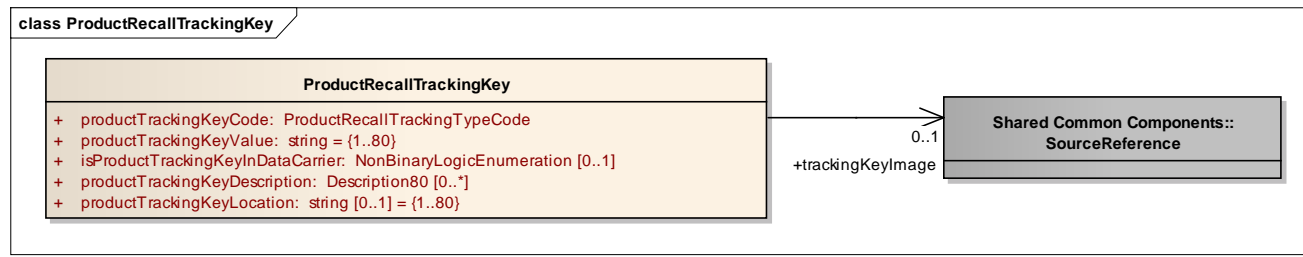 class ProductRecallTrackingKey
ProductRecallTrackingKey
+ productTrackingKeyCode: ProductRecallTrackingTypeCode
+ productTrackingKeyValue: string = {1..80}
+ isProductTrackingKeyInDataCarrier: NonBinaryLogicEnumeration [0..1]
+ productTrackingKeyDescription: Description80 [0..*]
+ productTrackingKeyLocation: string [0..1] = {1..80}
0..1
+trackingKeyImage
Shared Common Components::
SourceReference